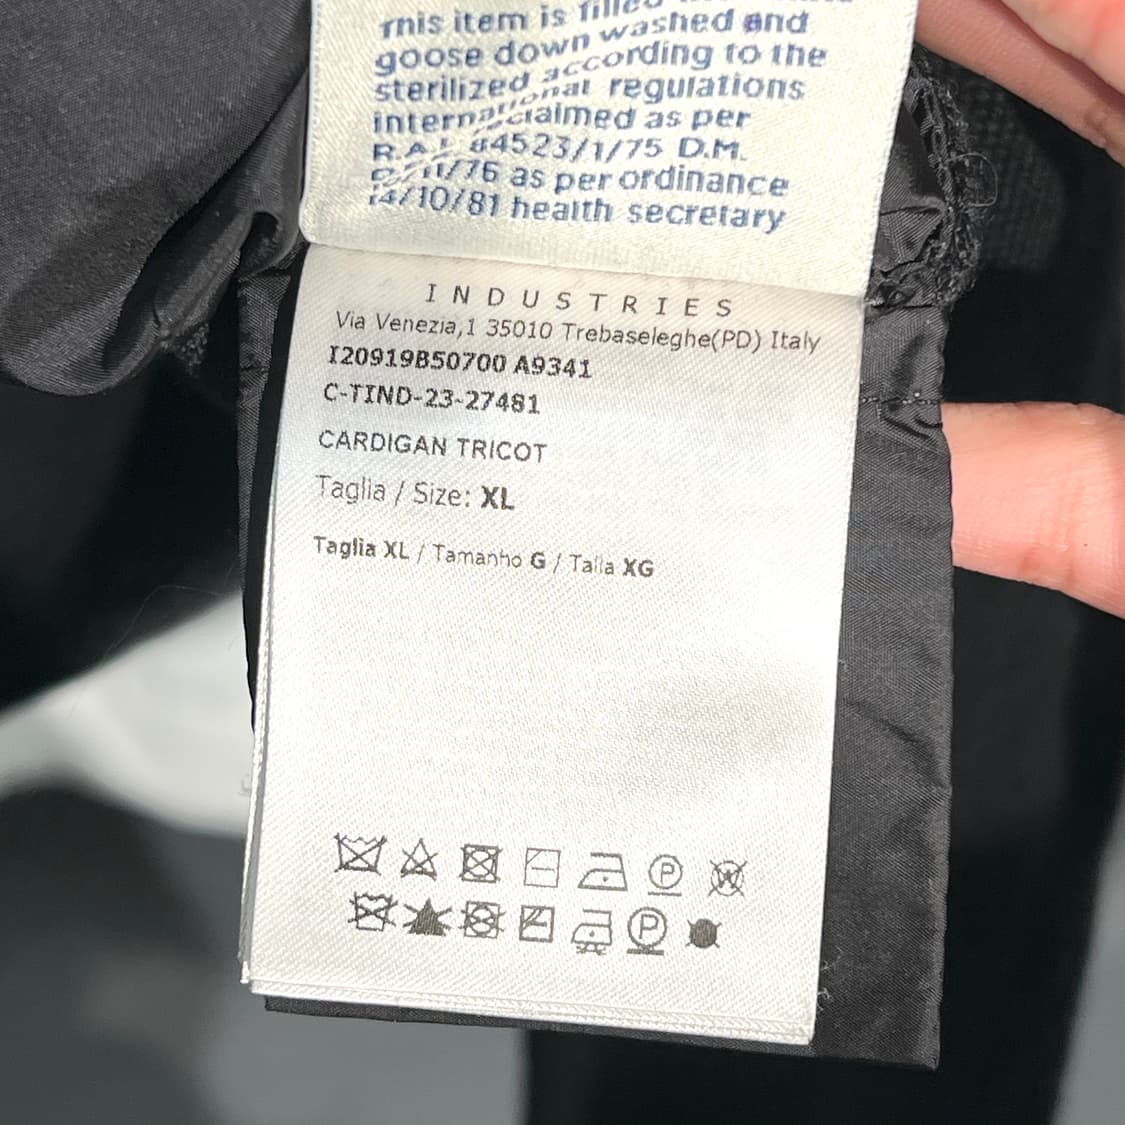 This item is filled
goose down washed and
sterilized according to the
international regulations
claimed as per
R.A.L 84523/1/75 D.M.
11/76 as per ordinance
14/10/81 health secretary
INDUSTRIES
Via Venezia,1 35010 Trebaseleghe(PD) Italy
I20919B50700 A9341
C-TIND-23-27481
CARDIGAN TRICOT
Taglia / Size: XL
Taglia XL / Tamanho G / Talla XG
P W
P